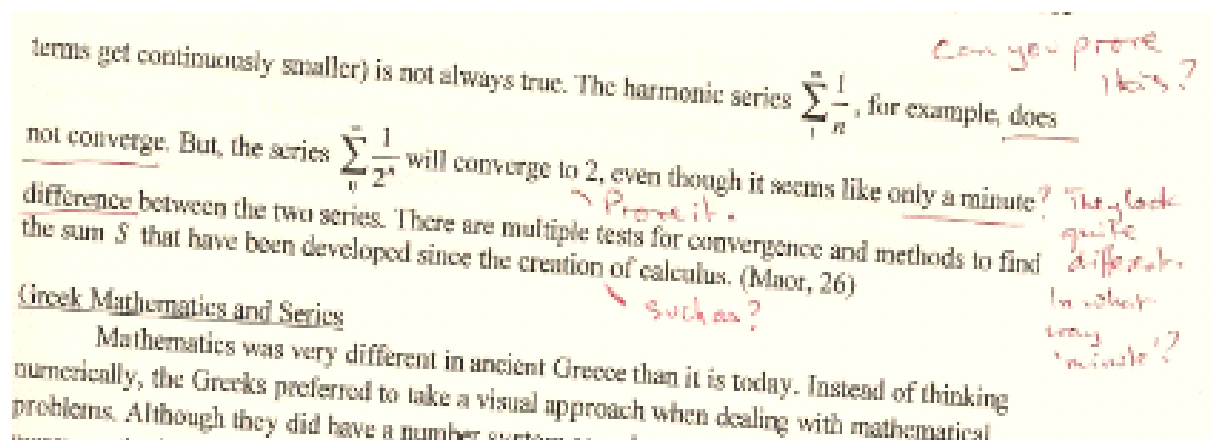 terms get continuously smaller) is not always true. The harmonic series ∑ 1/n, for example, does
Can you prove
this?
not converge. But, the series ∑ 1/2ⁿ will converge to 2, even though it seems like only a minute
? They look
quite
different.
In what
way
'minute'?
Prove it.
difference between the two series. There are multiple tests for convergence and methods to find
the sum S that have been developed since the creation of calculus. (Maor, 26)
such as?
Greek Mathematics and Series
Mathematics was very different in ancient Greece than it is today. Instead of thinking
numerically, the Greeks preferred to take a visual approach when dealing with mathematical
problems. Although they did have a number system